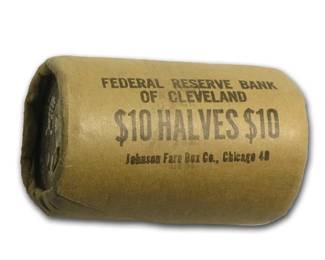 FEDERAL RESERVE BANK
OF CLEVELAND
$10 HALVES $10
Johnson Fare Box Co., Chicago 40